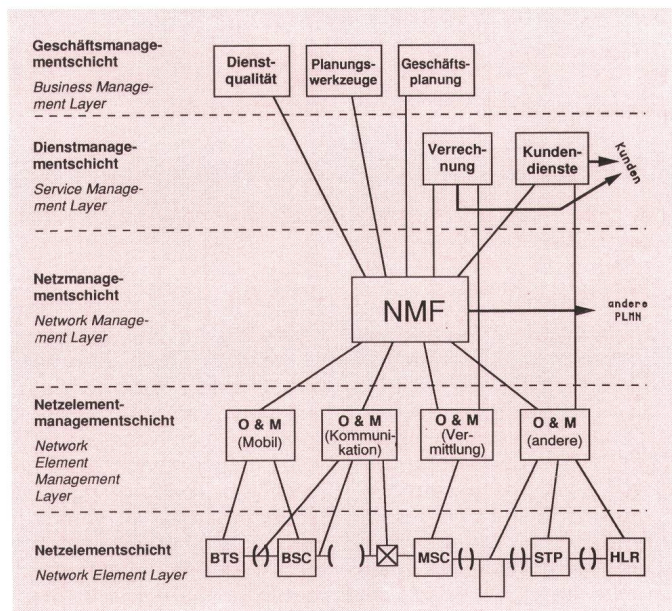 Geschäftsmanage-
mentschicht
Business Manage-
ment Layer
Dienst-
qualität
Planungs-
werkzeuge
Geschäfts-
planung
Dienstmanage-
mentschicht
Service Manage-
ment Layer
Verrech-
nung
Kunden-
dienste
Kunden
Netzmanage-
mentschicht
Network Manage-
ment Layer
NMF
andere
PLMN
Netzelement-
managementschicht
Network
Element
Management
Layer
O & M
(Mobil)
O & M
(Kommuni-
kation)
O & M
(Ver-
mittlung)
O & M
(andere)
Netzelementschicht
Network Element Layer
BTS ( ) BSC ( ) MSC ( ) ( ) STP ( ) HLR